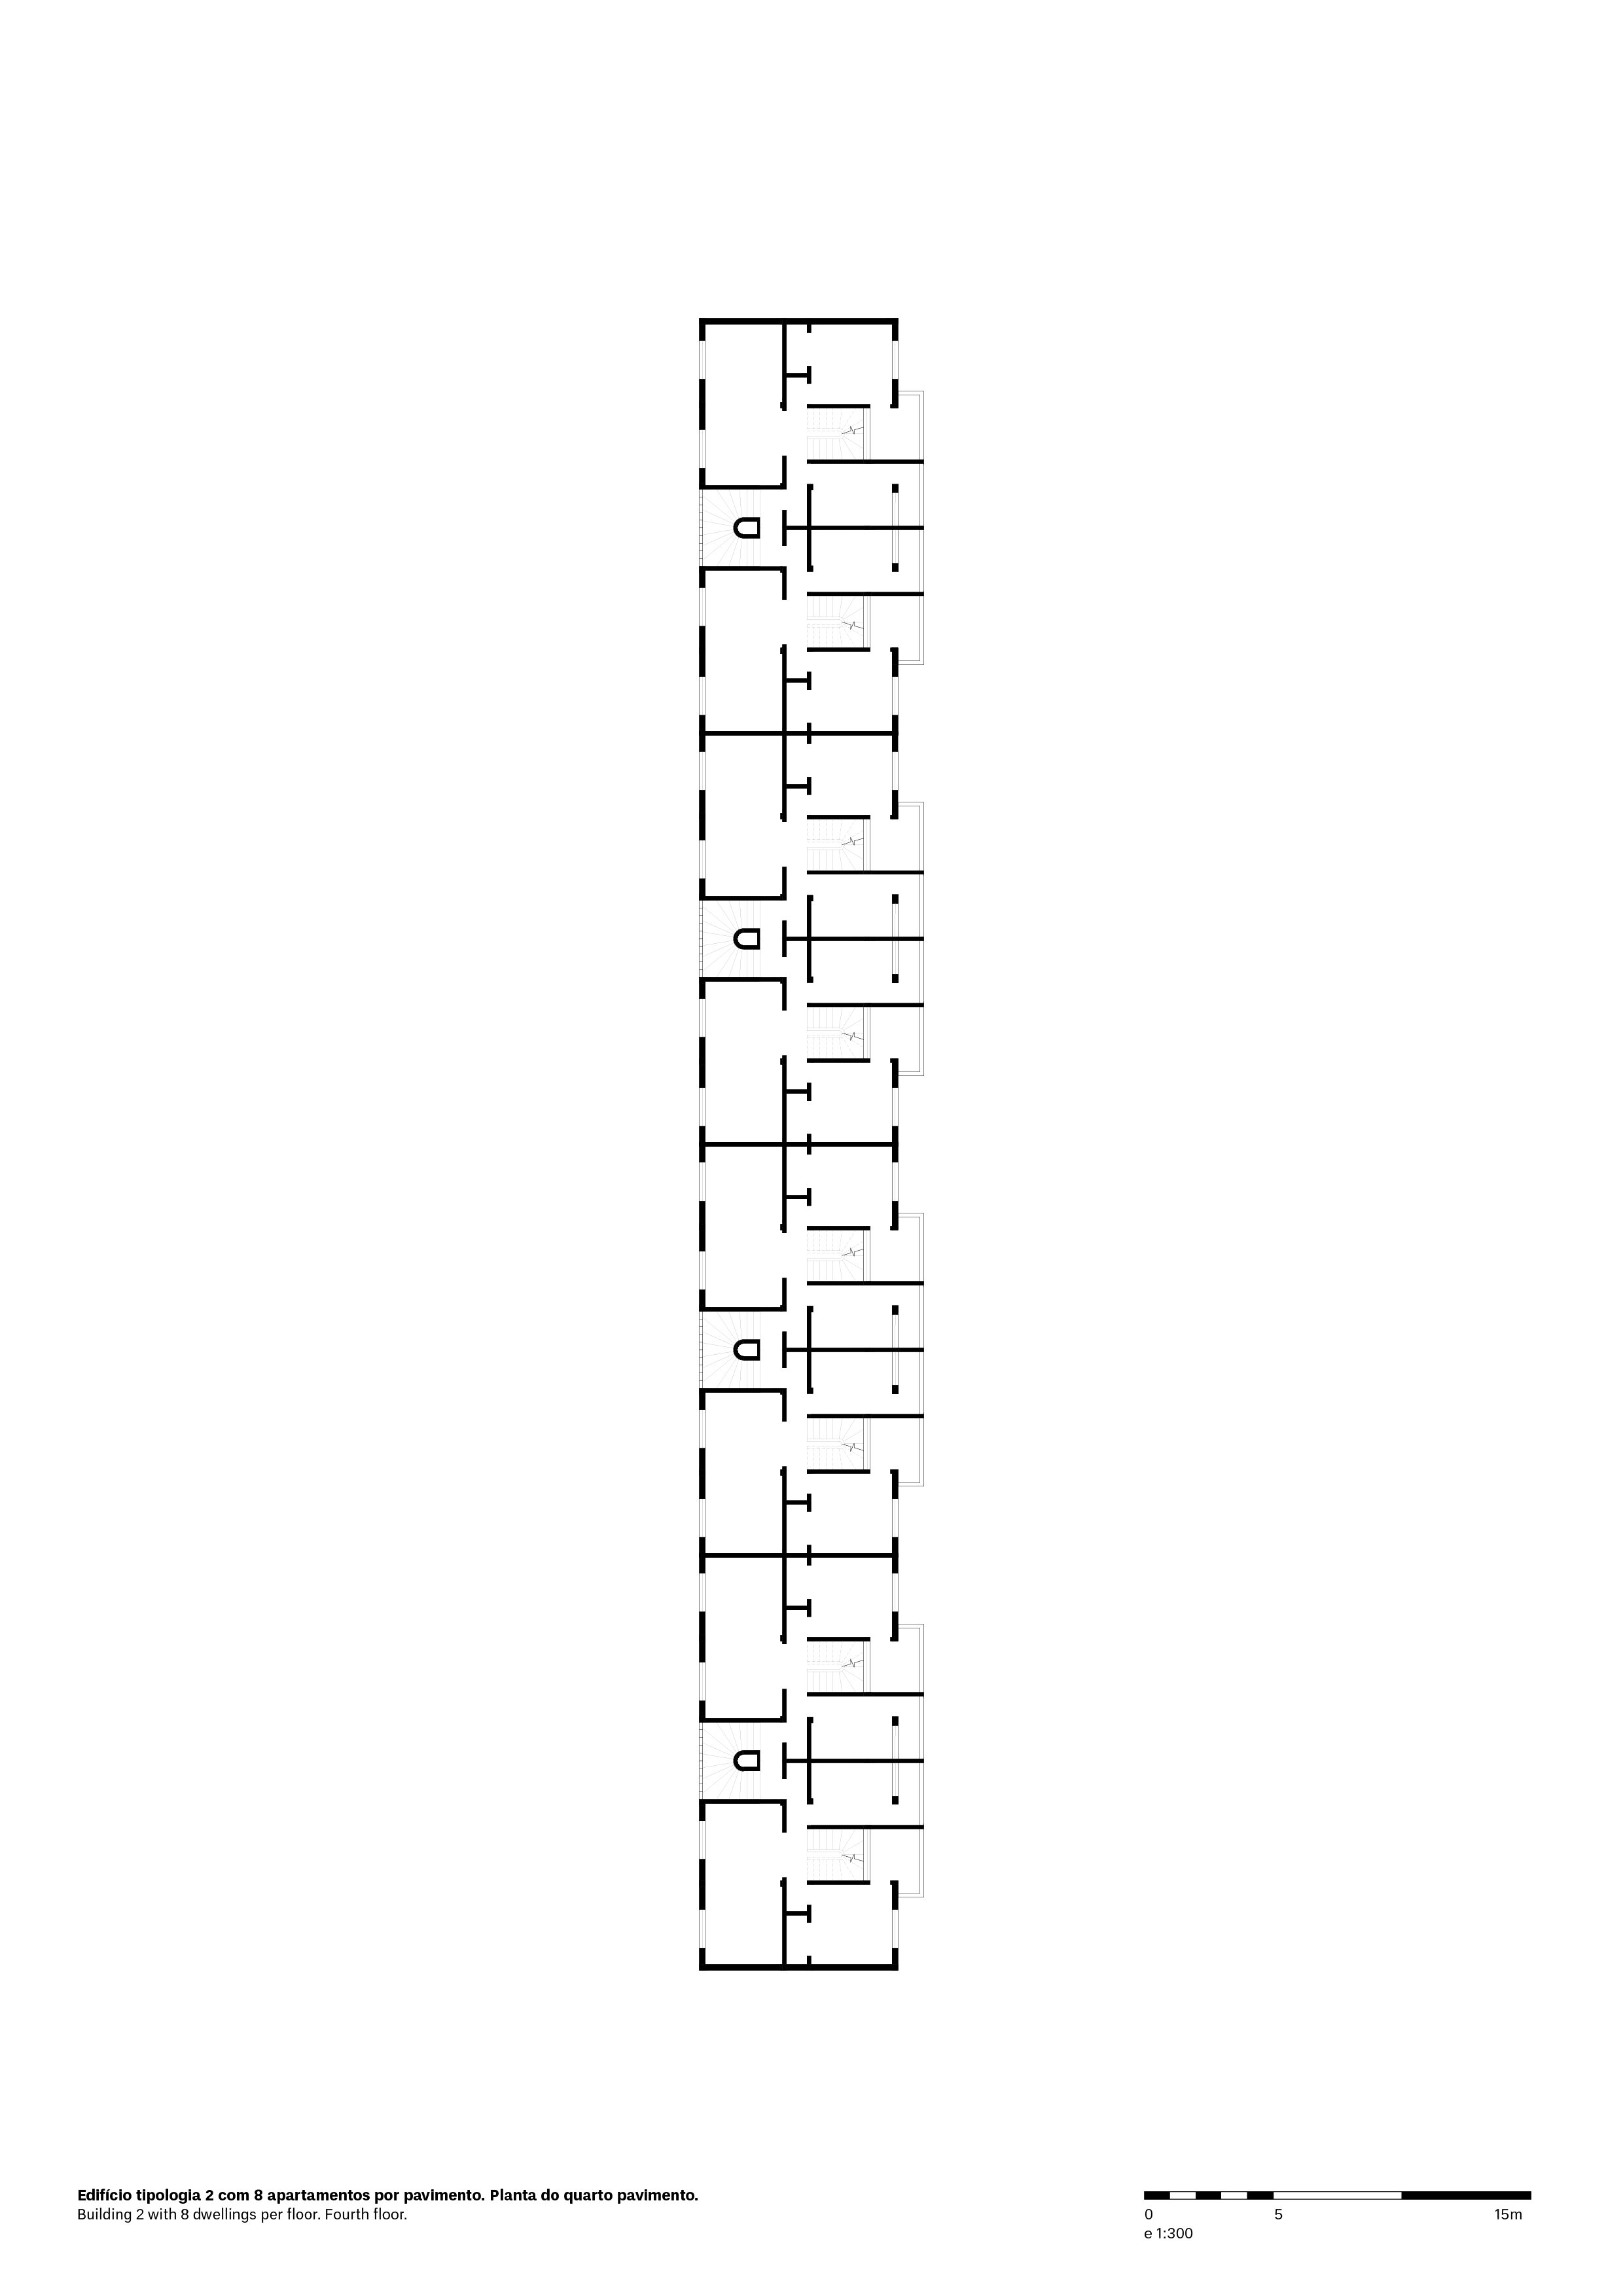 Edifício tipologia 2 com 8 apartamentos por pavimento. Planta do quarto pavimento.
Building 2 with 8 dwellings per floor. Fourth floor.
0 5 15m
e 1:300